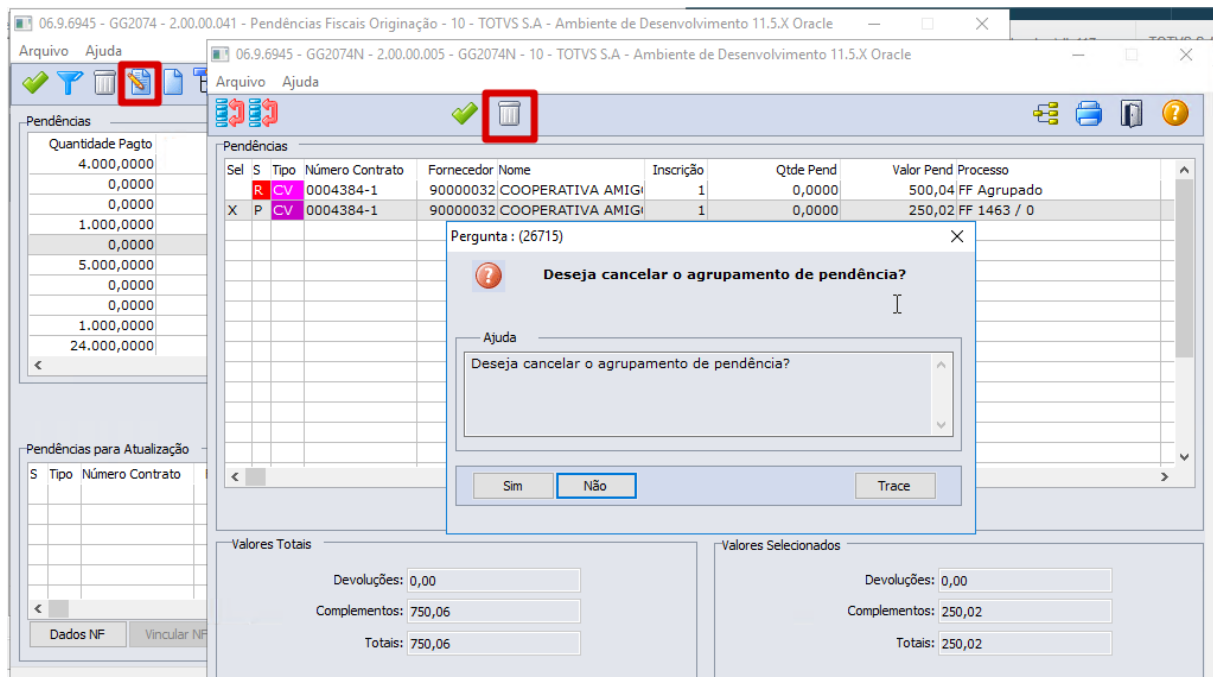 06.9.6945 - GG2074 - 2.00.00.041 - Pendências Fiscais Originação - 10 - TOTVS S.A - Ambiente de Desenvolvimento 11.5.X Oracle
Arquivo Ajuda
06.9.6945 - GG2074N - 2.00.00.005 - GG2074N - 10 - TOTVS S.A - Ambiente de Desenvolvimento 11.5.X Oracle
Arquivo Ajuda
Pendências
Quantidade Pagto
4.000,0000
0,0000
0,0000
1.000,0000
0,0000
5.000,0000
0,0000
0,0000
1.000,0000
24.000,0000
Pendências para Atualização
S Tipo Número Contrato
Dados NF Vincular NF
Pendências
Sel S Tipo Número Contrato Fornecedor Nome Inscrição Qtde Pend Valor Pend Processo
R CV 0004384-1 90000032 COOPERATIVA AMIG 1 0,0000 500,04 FF Agrupado
X P CV 0004384-1 90000032 COOPERATIVA AMIG 1 0,0000 250,02 FF 1463 / 0
Pergunta : (26715)
Deseja cancelar o agrupamento de pendência?
Ajuda
Deseja cancelar o agrupamento de pendência?
Sim Não Trace
Valores Totais
Devoluções: 0,00
Complementos: 750,06
Totais: 750,06
Valores Selecionados
Devoluções: 0,00
Complementos: 250,02
Totais: 250,02